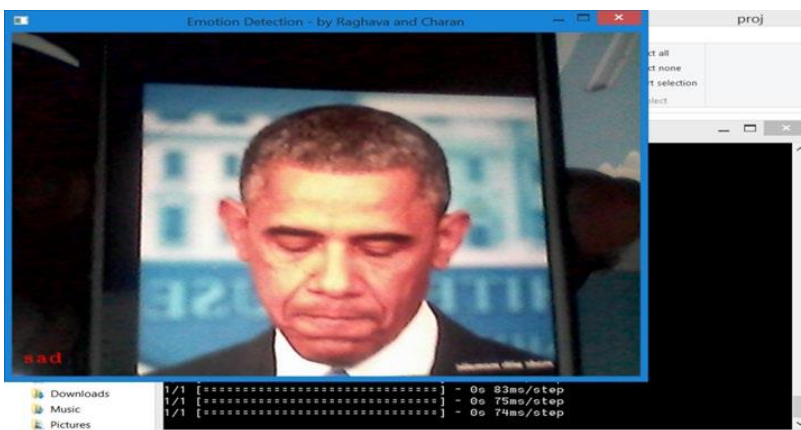 Emotion Detection - by Raghava and Charan
proj
ct all
ct none
rt selection
elect
sad
Downloads
Music
Pictures
1/1 [==============================] - 0s 83ms/step
1/1 [==============================] - 0s 75ms/step
1/1 [==============================] - 0s 74ms/step